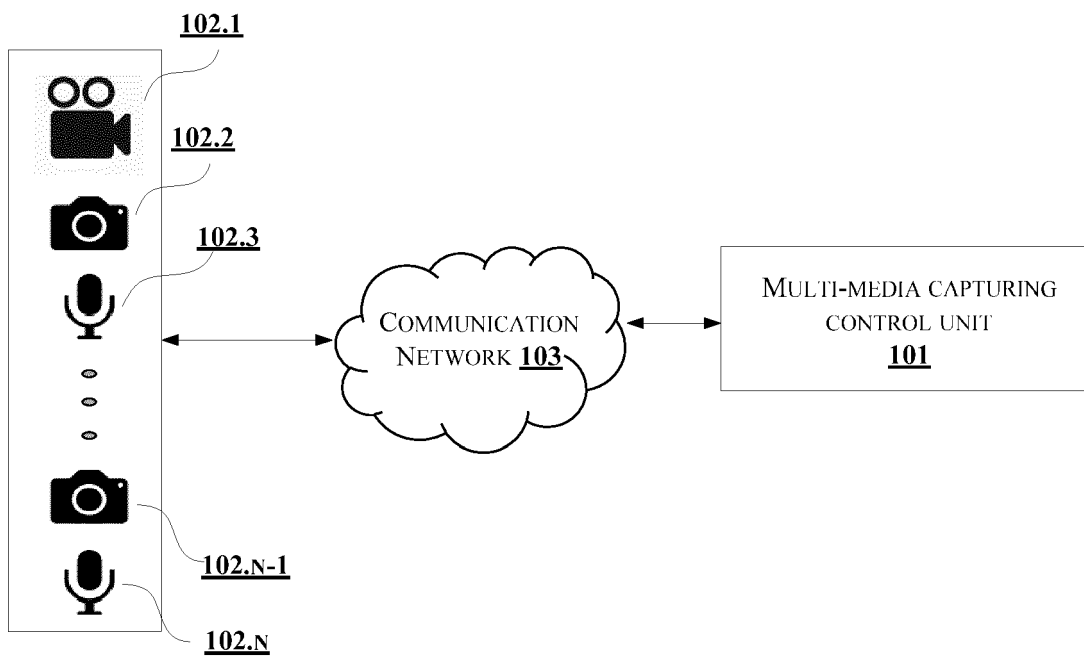 102.1
102.2
102.3
COMMUNICATION
NETWORK 103
MULTI-MEDIA CAPTURING
CONTROL UNIT
101
102.N-1
102.N